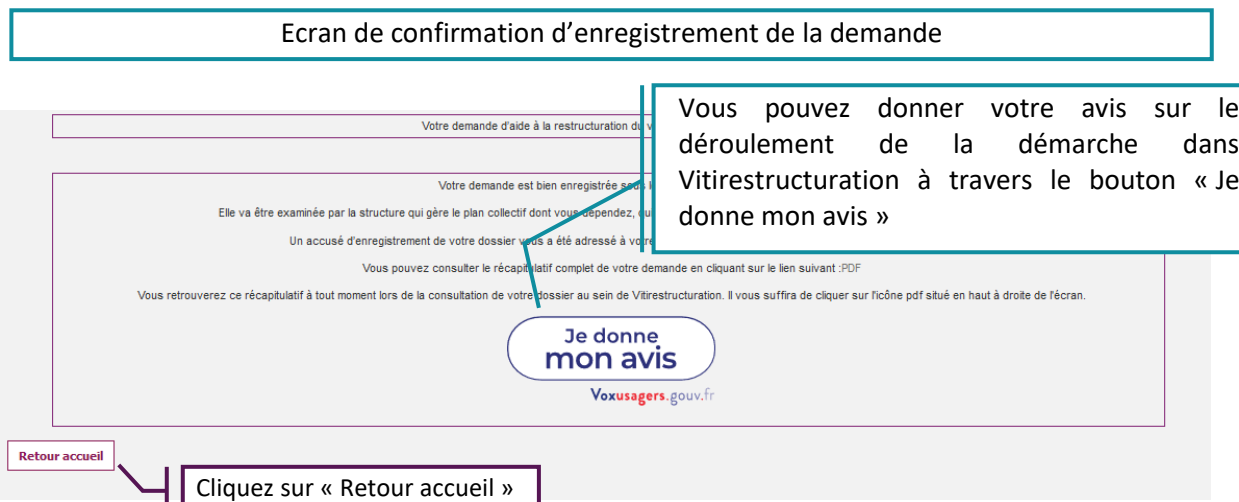 Ecran de confirmation d’enregistrement de la demande
Vous pouvez donner votre avis sur le
déroulement de la démarche dans
Vitirestructuration à travers le bouton « Je
donne mon avis »
Votre demande d'aide à la restructuration du v
Votre demande est bien enregistrée sous l
Elle va être examinée par la structure qui gère le plan collectif dont vous dépendez,
Un accusé d'enregistrement de votre dossier vous a été adressé à votre
Vous pouvez consulter le récapitulatif complet de votre demande en cliquant sur le lien suivant :PDF
Vous retrouverez ce récapitulatif à tout moment lors de la consultation de votre dossier au sein de Vitirestructuration. Il vous suffira de cliquer sur l'icône pdf situé en haut à droite de l'écran.
Je donne
mon avis
Voxusagers.gouv.fr
Retour accueil
Cliquez sur « Retour accueil »